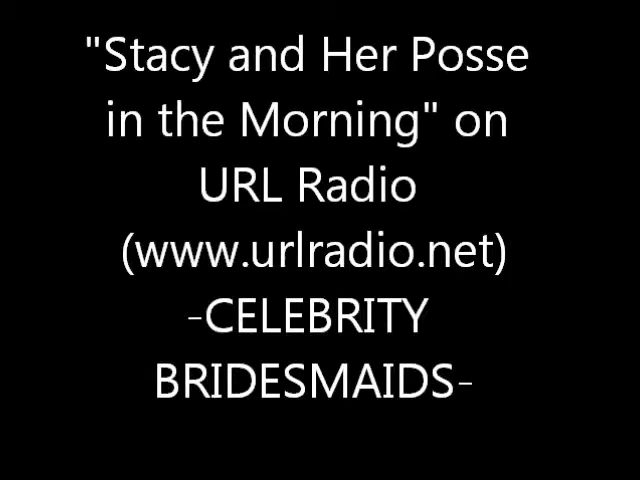 "Stacy and Her Posse
in the Morning" on
URL Radio
(www.urlradio.net)
-CELEBRITY
BRIDESMAIDS-